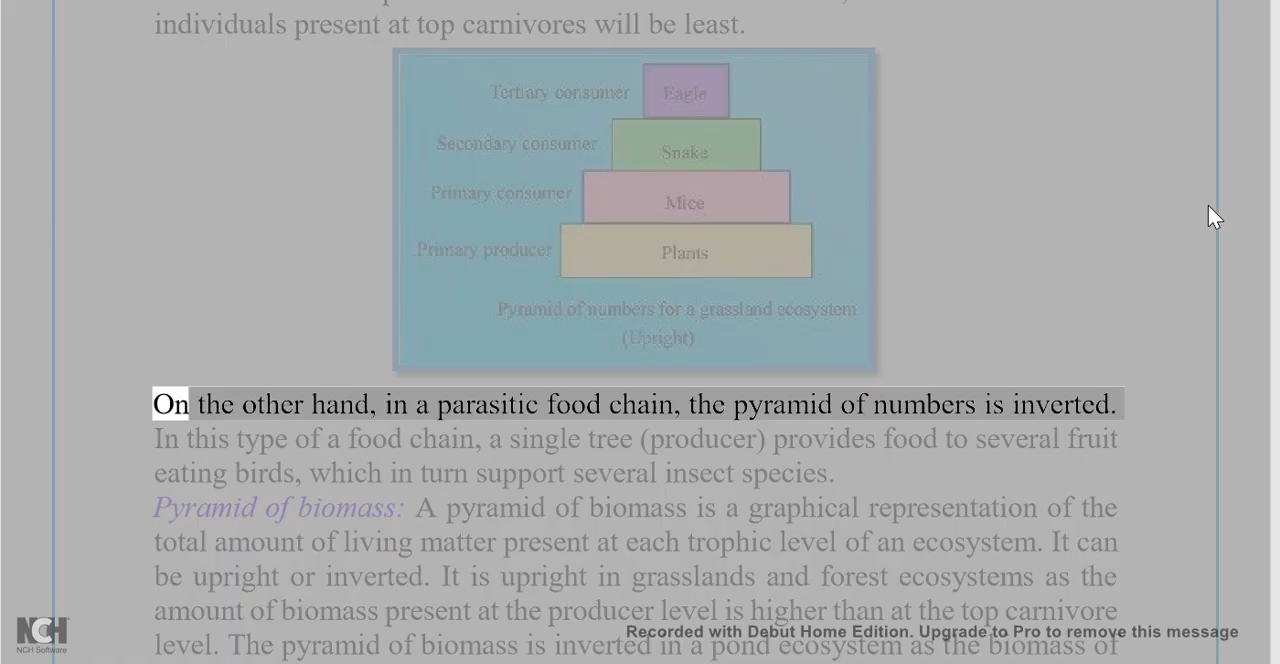 individuals present at top carnivores will be least.
Tertiary consumer Eagle
Secondary consumer Snake
Primary consumer Mice
Primary producer Plants
Pyramid of numbers for a grassland ecosystem
(Upright)
On the other hand, in a parasitic food chain, the pyramid of numbers is inverted.
In this type of a food chain, a single tree (producer) provides food to several fruit
eating birds, which in turn support several insect species.
Pyramid of biomass: A pyramid of biomass is a graphical representation of the
total amount of living matter present at each trophic level of an ecosystem. It can
be upright or inverted. It is upright in grasslands and forest ecosystems as the
amount of biomass present at the producer level is higher than at the top carnivore
level. The pyramid of biomass is inverted in a pond ecosystem as the biomass of
NCH
NCH Software
Recorded with Debut Home Edition. Upgrade to Pro to remove this message